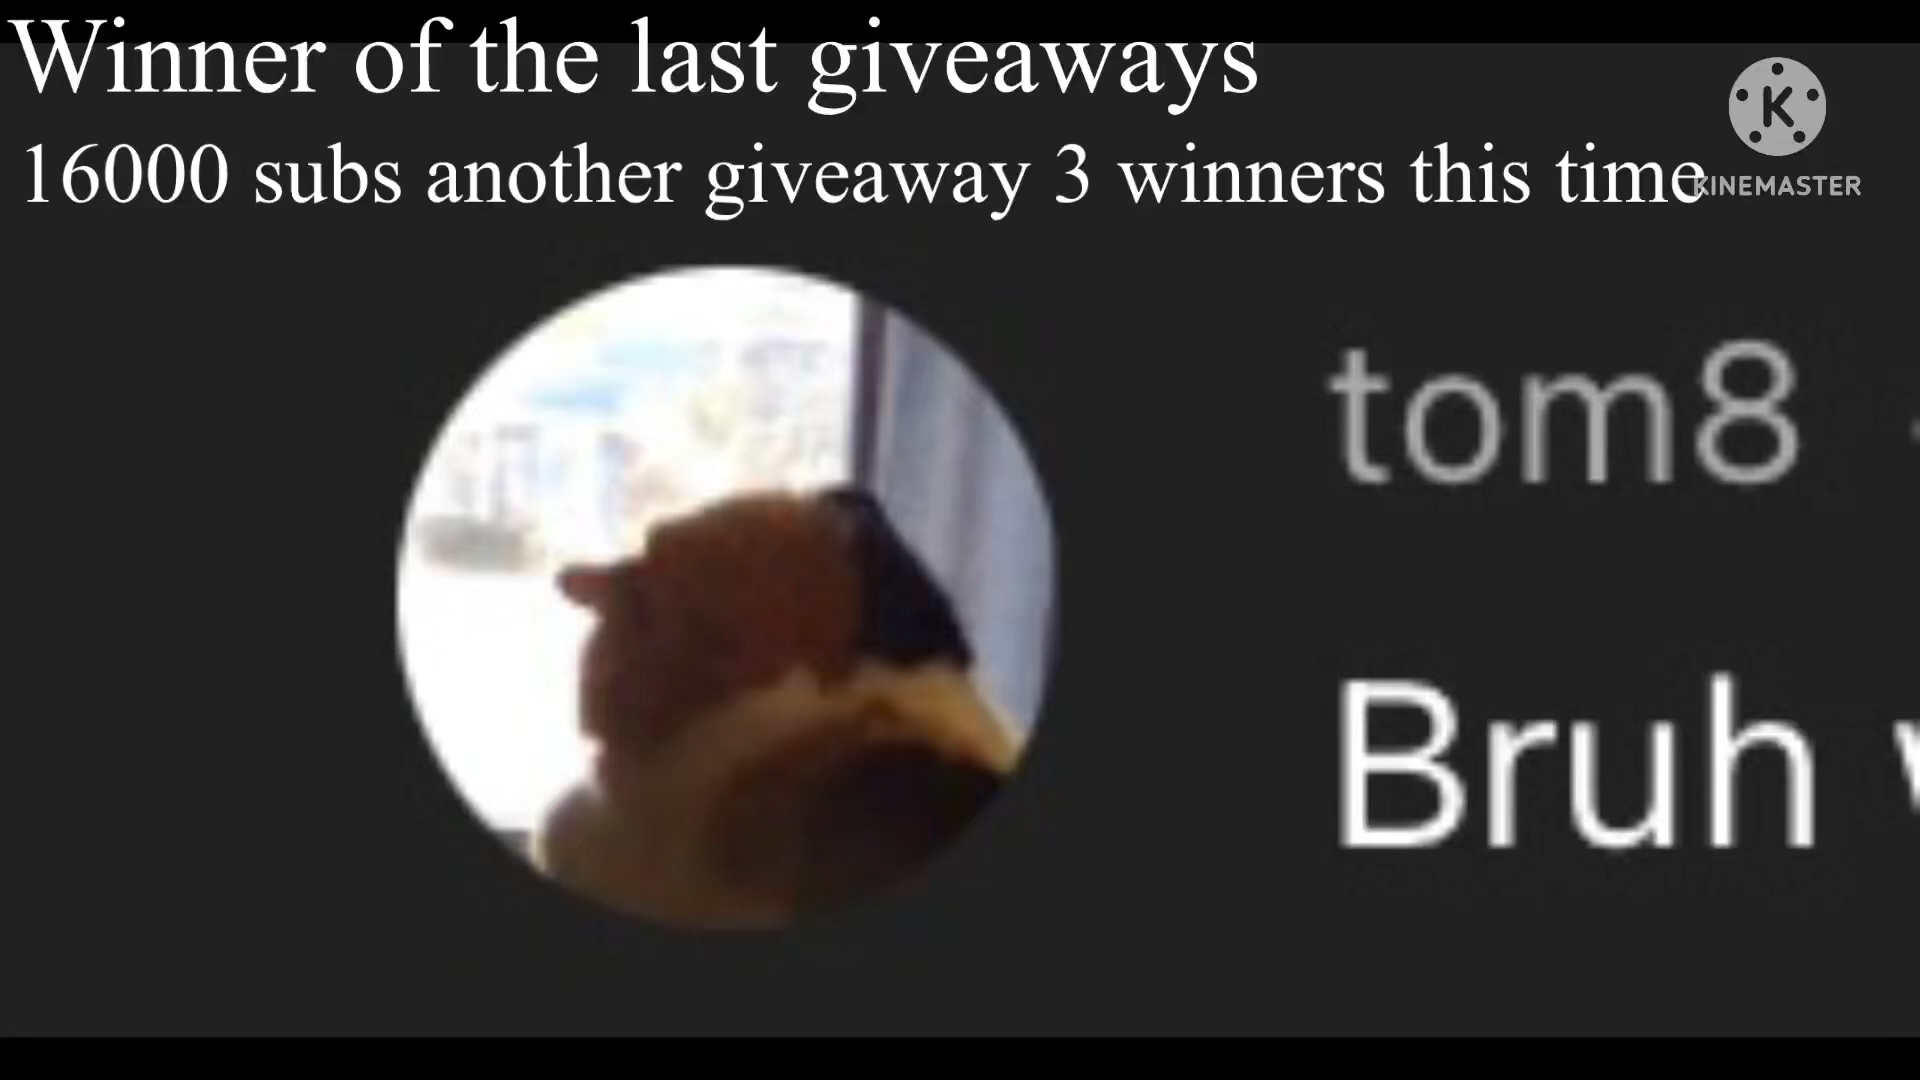 Winner of the last giveaways
16000 subs another giveaway 3 winners this time
K
KINEMASTER
tom8
Bruh